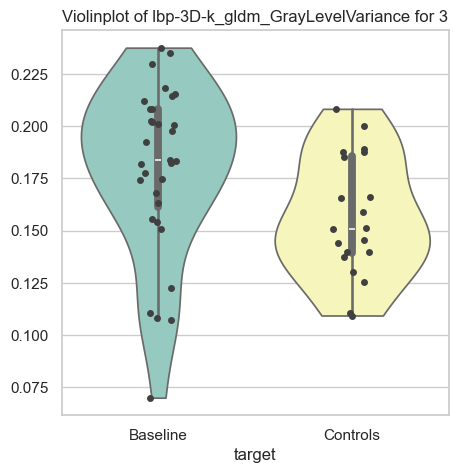 Violinplot of lbp-3D-k_gldm_GrayLevelVariance for 3
0.225
0.200
0.175
0.150
0.125
0.100
0.075
Baseline
Controls
target